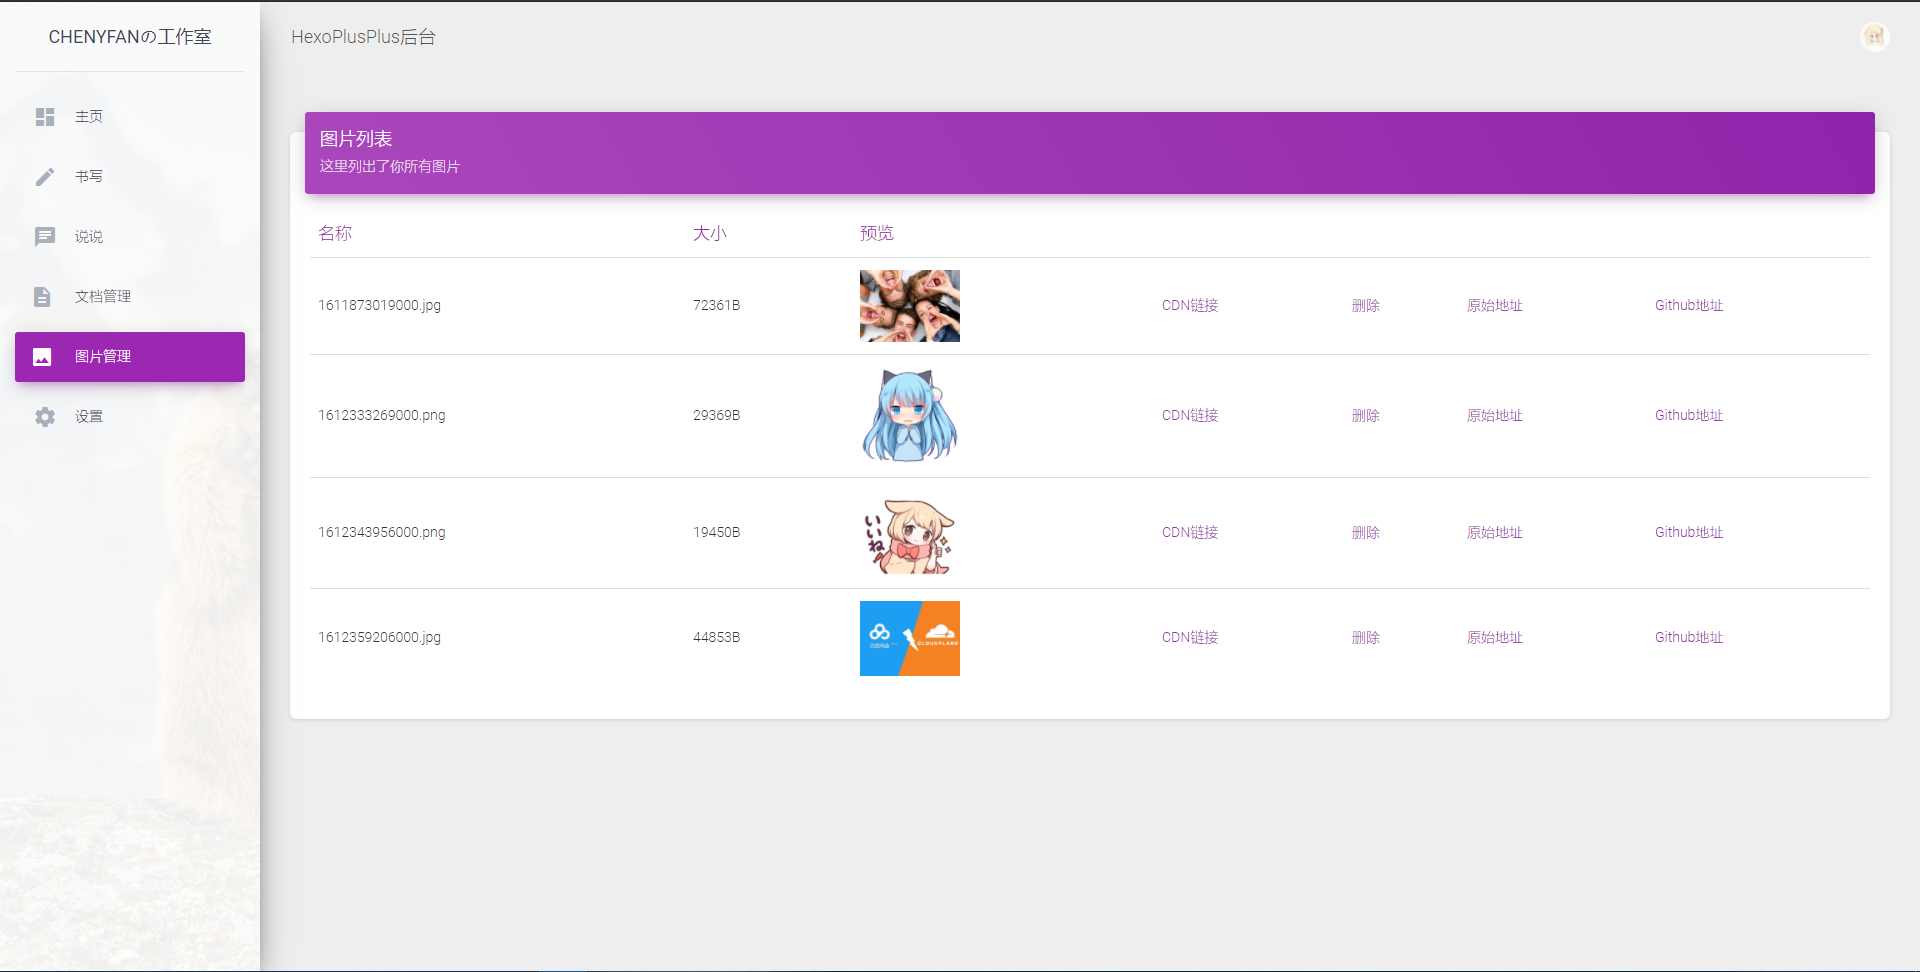 CHENYFANの工作室
HexoPlusPlus后台
主页
书写
说说
文档管理
图片管理
设置
图片列表
这里列出了你所有图片
名称 大小 预览
1611873019000.jpg 72361B CDN链接 删除 原始地址 Github地址
1612333269000.png 29369B CDN链接 删除 原始地址 Github地址
1612343956000.png 19450B いいね! CDN链接 删除 原始地址 Github地址
1612359206000.jpg 44853B CLOUDFLARE CDN链接 删除 原始地址 Github地址